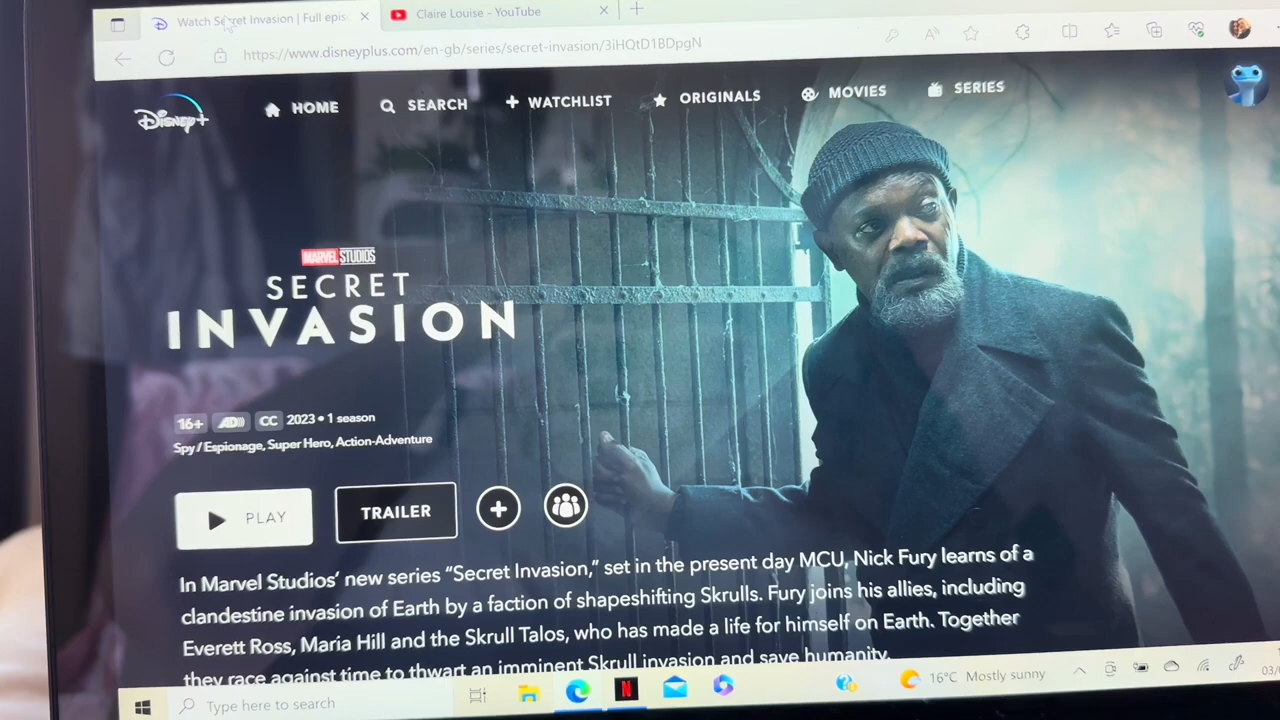 Watch Secret Invasion | Full epis
Claire Louise - YouTube
https://www.disneyplus.com/en-gb/series/secret-invasion/3iHQtD1BDpgN
Disney+
HOME
SEARCH
WATCHLIST
ORIGINALS
MOVIES
SERIES
MARVEL STUDIOS
SECRET
INVASION
16+ AD CC 2023 • 1 season
Spy / Espionage, Super Hero, Action-Adventure
PLAY
TRAILER
In Marvel Studios’ new series “Secret Invasion,” set in the present day MCU, Nick Fury learns of a
clandestine invasion of Earth by a faction of shapeshifting Skrulls. Fury joins his allies, including
Everett Ross, Maria Hill and the Skrull Talos, who has made a life for himself on Earth. Together
they race against time to thwart an imminent Skrull invasion and save humanity.
Type here to search
N
16°C Mostly sunny
03/